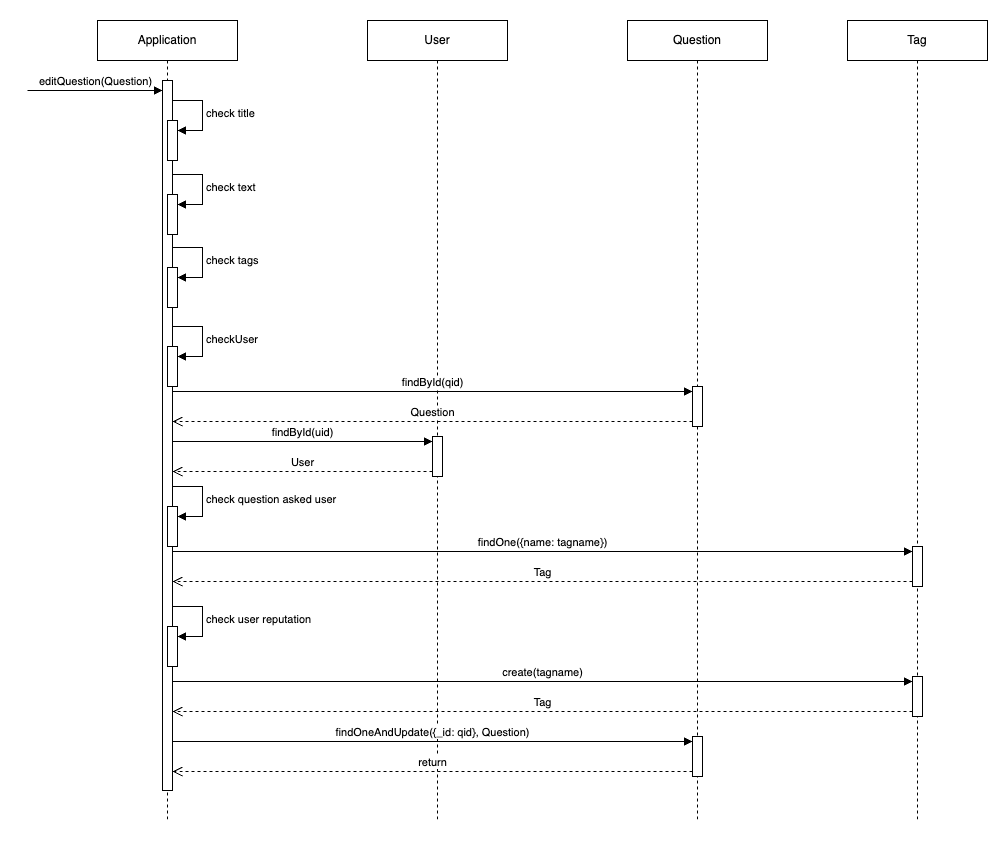 Application
User
Question
Tag
editQuestion(Question)
check title
check text
check tags
checkUser
findById(qid)
Question
findById(uid)
User
check question asked user
findOne({name: tagname})
Tag
check user reputation
create(tagname)
Tag
findOneAndUpdate({_id: qid}, Question)
return